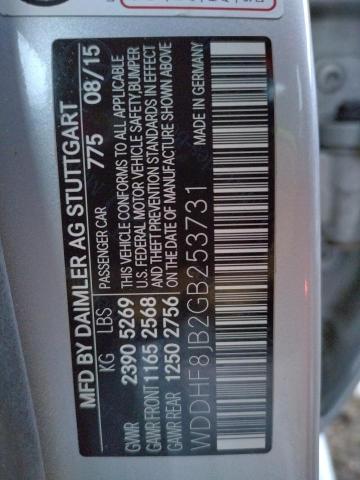 MFD BY DAIMLER AG STUTTGART
PASSENGER CAR 775 08/15
KG LBS
GVWR 2390 5269
GAWR FRONT 1165 2568
GAWR REAR 1250 2756
THIS VEHICLE CONFORMS TO ALL APPLICABLE
U.S. FEDERAL MOTOR VEHICLE SAFETY, BUMPER
AND THEFT PREVENTION STANDARDS IN EFFECT
ON THE DATE OF MANUFACTURE SHOWN ABOVE
WDDHF8JB2GB253731 MADE IN GERMANY